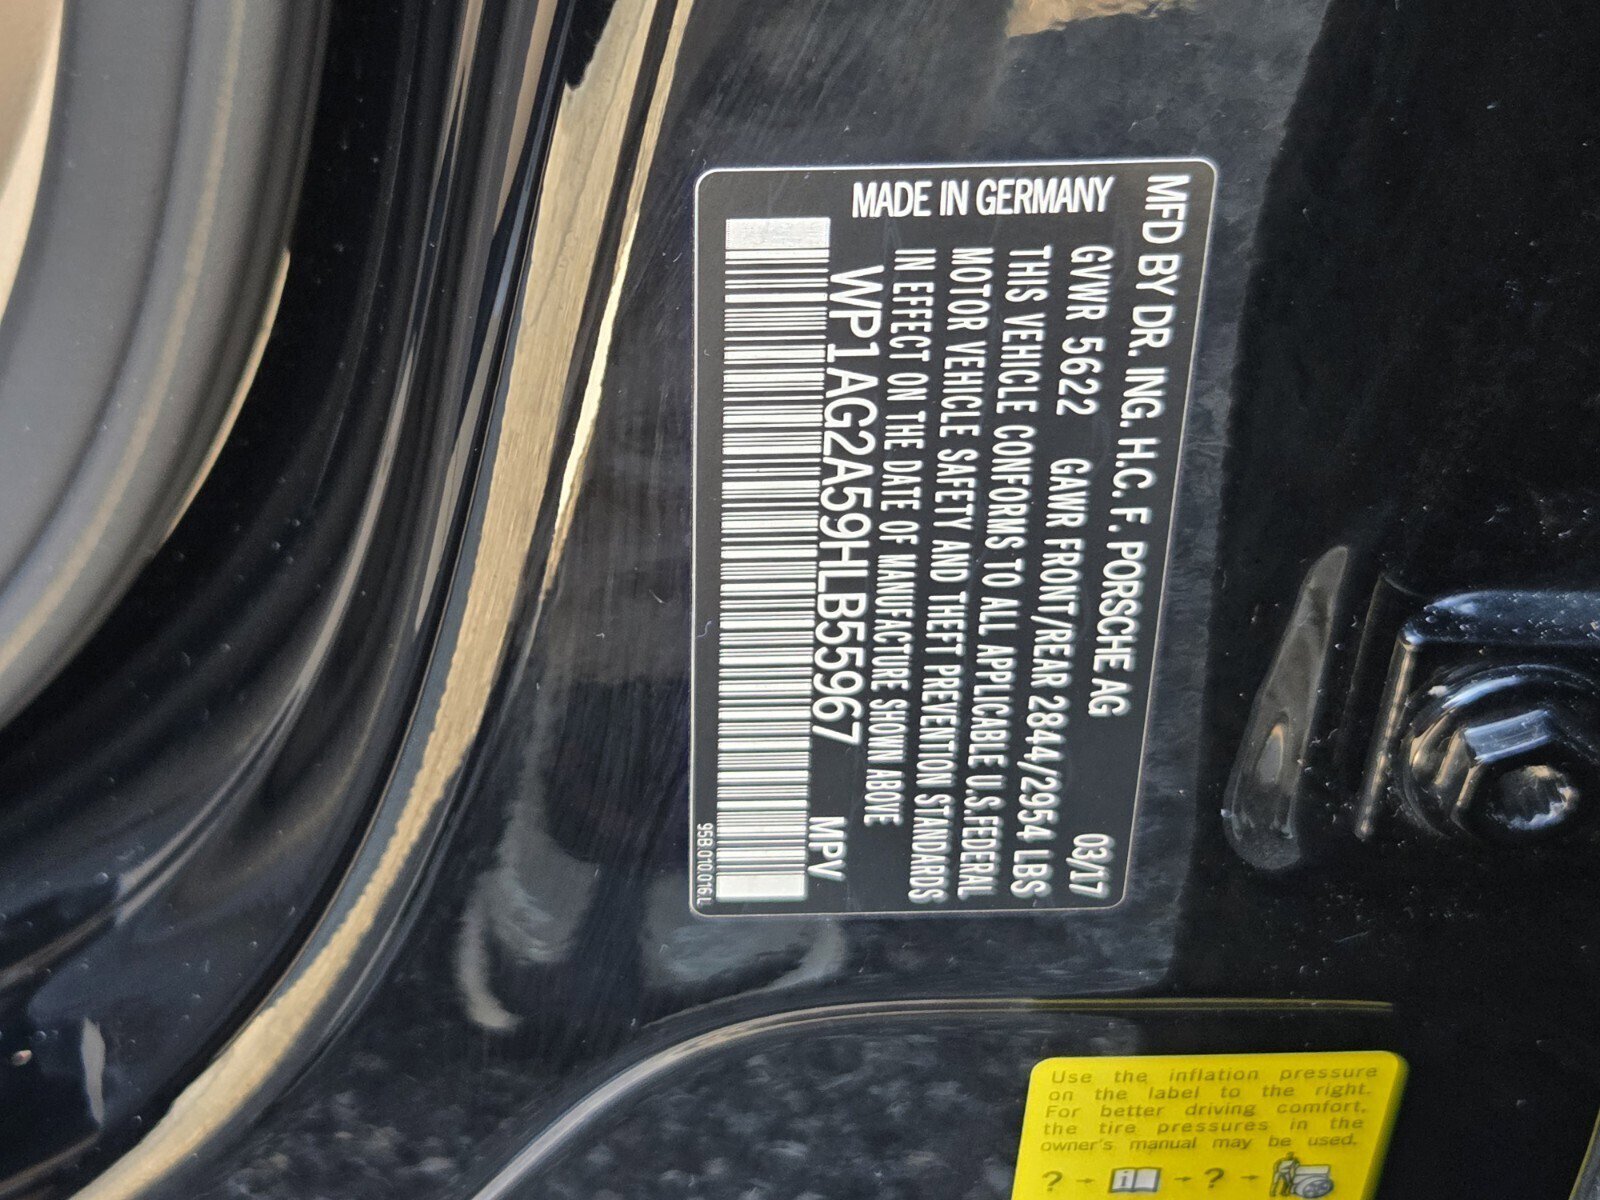 MFD BY DR. ING. H.C. F. PORSCHE AG
03/17
GVWR 5622 GAWR FRONT/REAR 2844/2954 LBS
THIS VEHICLE CONFORMS TO ALL APPLICABLE U.S.FEDERAL
MOTOR VEHICLE SAFETY AND THEFT PREVENTION STANDARDS
IN EFFECT ON THE DATE OF MANUFACTURE SHOWN ABOVE
WP1AG2A59HLB55967 MPV
MADE IN GERMANY
95B.010.016.L
Use the inflation pressure
on the label to the right.
For better driving comfort,
the tire pressures in the
owner's manual may be used.
? - i - ? -